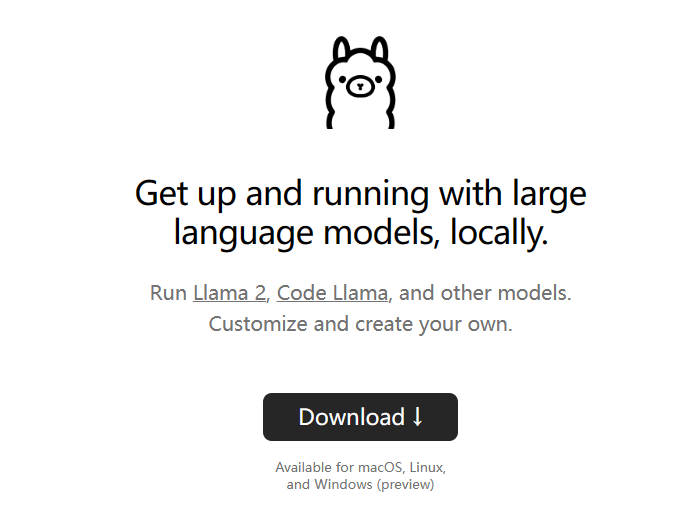 Get up and running with large
language models, locally.
Run Llama 2, Code Llama, and other models.
Customize and create your own.
Download ↓
Available for macOS, Linux,
and Windows (preview)